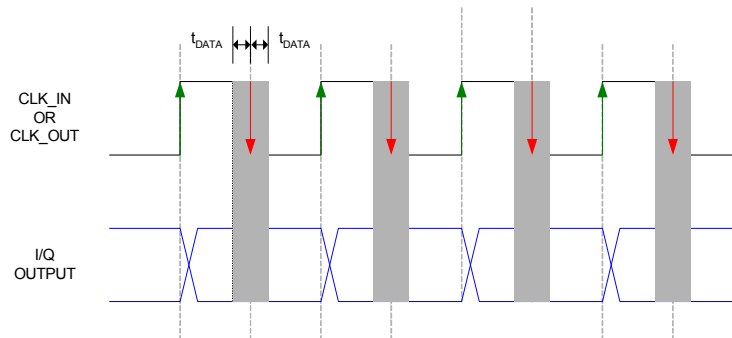 tDATA tDATA
CLK_IN
OR
CLK_OUT
I/Q
OUTPUT